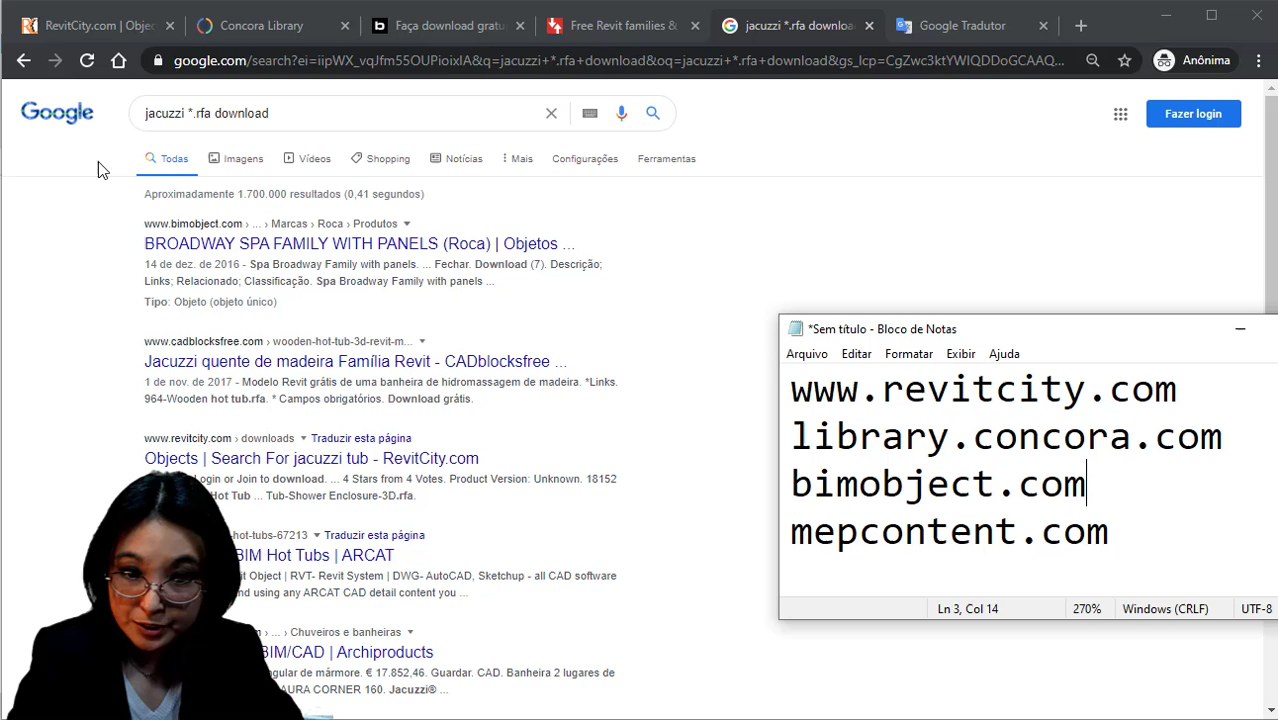 RevitCity.com | Objec
Concora Library
Faça download gratu
Free Revit families &
jacuzzi *.rfa downloa
Google Tradutor
google.com/search?ei=iipWX_vqJfm55OUPioixIA&q=jacuzzi+*.rfa+download&oq=jacuzzi+*.rfa+download&gs_lcp=CgZwc3ktYWIQDDoGCAAQ...
Anônima
Google
jacuzzi *.rfa download
Fazer login
Todas
Imagens
Vídeos
Shopping
Notícias
Mais
Configurações
Ferramentas
Aproximadamente 1.700.000 resultados (0,41 segundos)
www.bimobject.com › ... › Marcas › Roca › Produtos
BROADWAY SPA FAMILY WITH PANELS (Roca) | Objetos ...
14 de dez. de 2016 - Spa Broadway Family with panels. ... Fechar. Download (7). Descrição;
Links; Relacionado; Classificação. Spa Broadway Family with panels ...
Tipo: Objeto (objeto único)
www.cadblocksfree.com › wooden-hot-tub-3d-revit-m...
Jacuzzi quente de madeira Família Revit - CADblocksfree ...
1 de nov. de 2017 - Modelo Revit grátis de uma banheira de hidromassagem de madeira. *Links.
964-Wooden hot tub.rfa. * Campos obrigatórios. Download grátis.
www.revitcity.com › downloads
Traduzir esta página
Objects | Search For jacuzzi tub - RevitCity.com
Login or Join to download. ... 4 Stars from 4 Votes. Product Version: Unknown. 18152
Hot Tub ... Tub-Shower Enclosure-3D.rfa.
-hot-tubs-67213
Traduzir esta página
BIM Hot Tubs | ARCAT
Object | RVT- Revit System | DWG- AutoCAD, Sketchup - all CAD software
and using any ARCAT CAD detail content you ...
› ... › Chuveiros e banheiras
BIM/CAD | Archiproducts
ngular de mármore. € 17.852,46. Guardar. CAD. Banheira 2 lugares de
AURA CORNER 160. Jacuzzi® ...
*Sem título - Bloco de Notas
Arquivo Editar Formatar Exibir Ajuda
www.revitcity.com
library.concora.com
bimobject.com
mepcontent.com
Ln 3, Col 14
270%
Windows (CRLF)
UTF-8